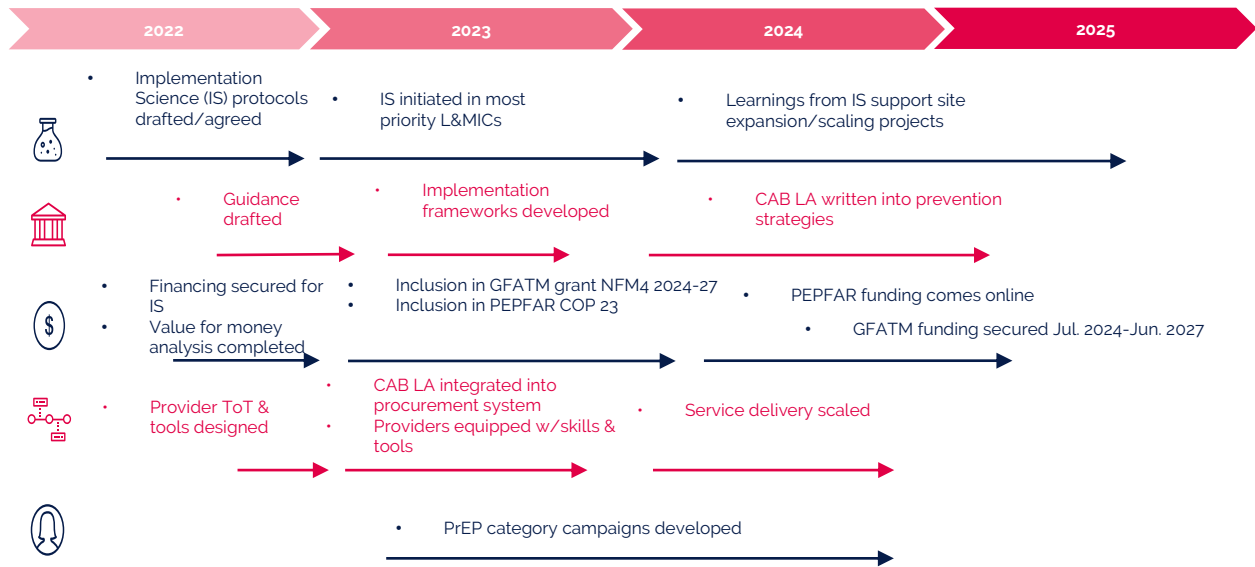 2022
2023
2024
2025
• Implementation
Science (IS) protocols
drafted/agreed
• IS initiated in most
priority L&MICs
• Learnings from IS support site
expansion/scaling projects
• Guidance
drafted
• Implementation
frameworks developed
• CAB LA written into prevention
strategies
• Financing secured for
IS
• Value for money
analysis completed
• Inclusion in GFATM grant NFM4 2024-27
• Inclusion in PEPFAR COP 23
• PEPFAR funding comes online
• GFATM funding secured Jul. 2024-Jun. 2027
$
• Provider ToT &
tools designed
• CAB LA integrated into
procurement system
• Providers equipped w/skills &
tools
• Service delivery scaled
• PrEP category campaigns developed